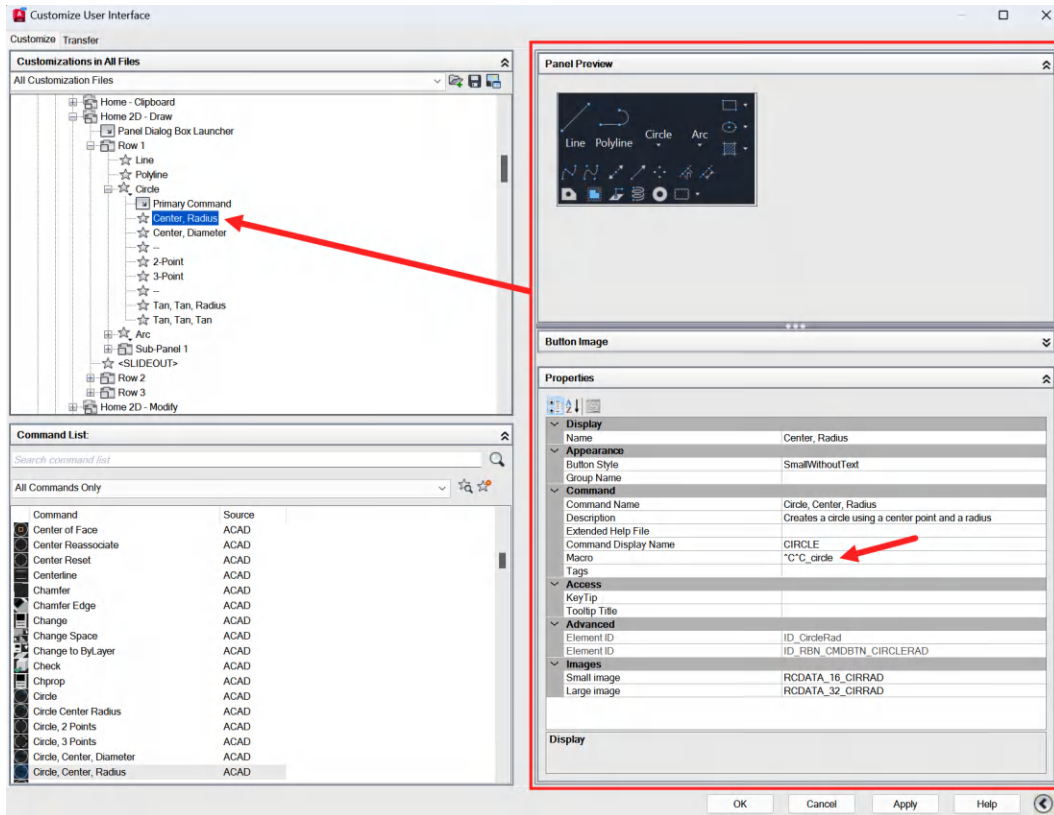 Customize User Interface
Customize Transfer
Customizations in All Files
All Customization Files
Home - Clipboard
Home 2D - Draw
Panel Dialog Box Launcher
Row 1
Line
Polyline
Circle
Primary Command
Center, Radius
Center, Diameter
--
2-Point
3-Point
--
Tan, Tan, Radius
Tan, Tan, Tan
Arc
Sub-Panel 1
<SLIDEOUT>
Row 2
Row 3
Home 2D - Modify
Command List:
Search command list
All Commands Only
Command Source
Center of Face ACAD
Center Reassociate ACAD
Center Reset ACAD
Centerline ACAD
Chamfer ACAD
Chamfer Edge ACAD
Change ACAD
Change Space ACAD
Change to ByLayer ACAD
Check ACAD
Chprop ACAD
Circle ACAD
Circle Center Radius ACAD
Circle, 2 Points ACAD
Circle, 3 Points ACAD
Circle, Center, Diameter ACAD
Circle, Center, Radius ACAD
Panel Preview
Line Polyline Circle Arc
Button Image
Properties
Display
Name Center, Radius
Appearance
Button Style SmallWithoutText
Group Name
Command
Command Name Circle, Center, Radius
Description Creates a circle using a center point and a radius
Extended Help File
Command Display Name CIRCLE
Macro ^C^C_circle
Tags
Access
KeyTip
Tooltip Title
Advanced
Element ID ID_CircleRad
Element ID ID_RBN_CMDBTN_CIRCLERAD
Images
Small image RCDATA_16_CIRRAD
Large image RCDATA_32_CIRRAD
Display
OK Cancel Apply Help